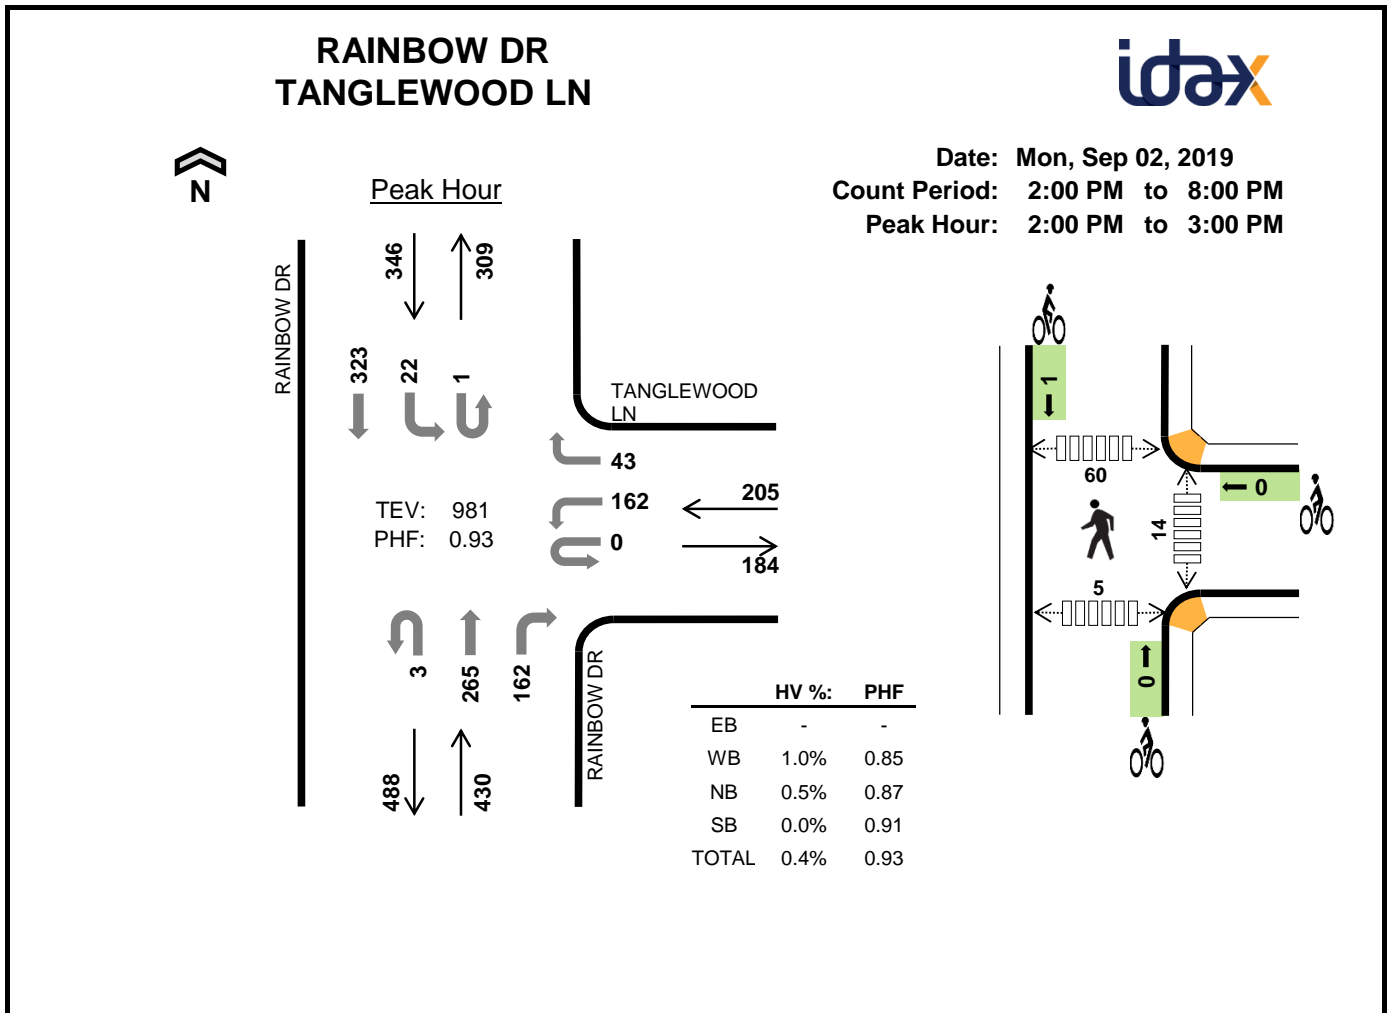 RAINBOW DR
TANGLEWOOD LN
idax
N
Peak Hour
Date: Mon, Sep 02, 2019
Count Period: 2:00 PM to 8:00 PM
Peak Hour: 2:00 PM to 3:00 PM
RAINBOW DR
346
309
323
22
1
TANGLEWOOD
LN
43
162
0
205
184
TEV: 981
PHF: 0.93
3
265
162
RAINBOW DR
488
430
HV %: PHF
EB - -
WB 1.0% 0.85
NB 0.5% 0.87
SB 0.0% 0.91
TOTAL 0.4% 0.93
1
60
0
14
5
0